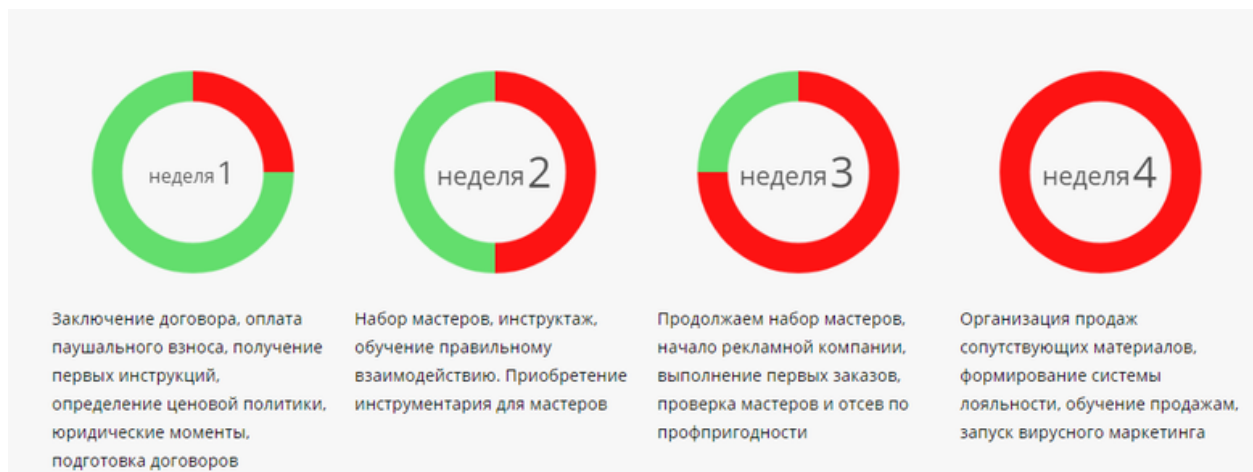 неделя 1
неделя 2
неделя 3
неделя 4
Заключение договора, оплата
паушального взноса, получение
первых инструкций,
определение ценовой политики,
юридические моменты,
подготовка договоров
Набор мастеров, инструктаж,
обучение правильному
взаимодействию. Приобретение
инструментария для мастеров
Продолжаем набор мастеров,
начало рекламной компании,
выполнение первых заказов,
проверка мастеров и отсев по
профпригодности
Организация продаж
сопутствующих материалов,
формирование системы
лояльности, обучение продажам,
запуск вирусного маркетинга